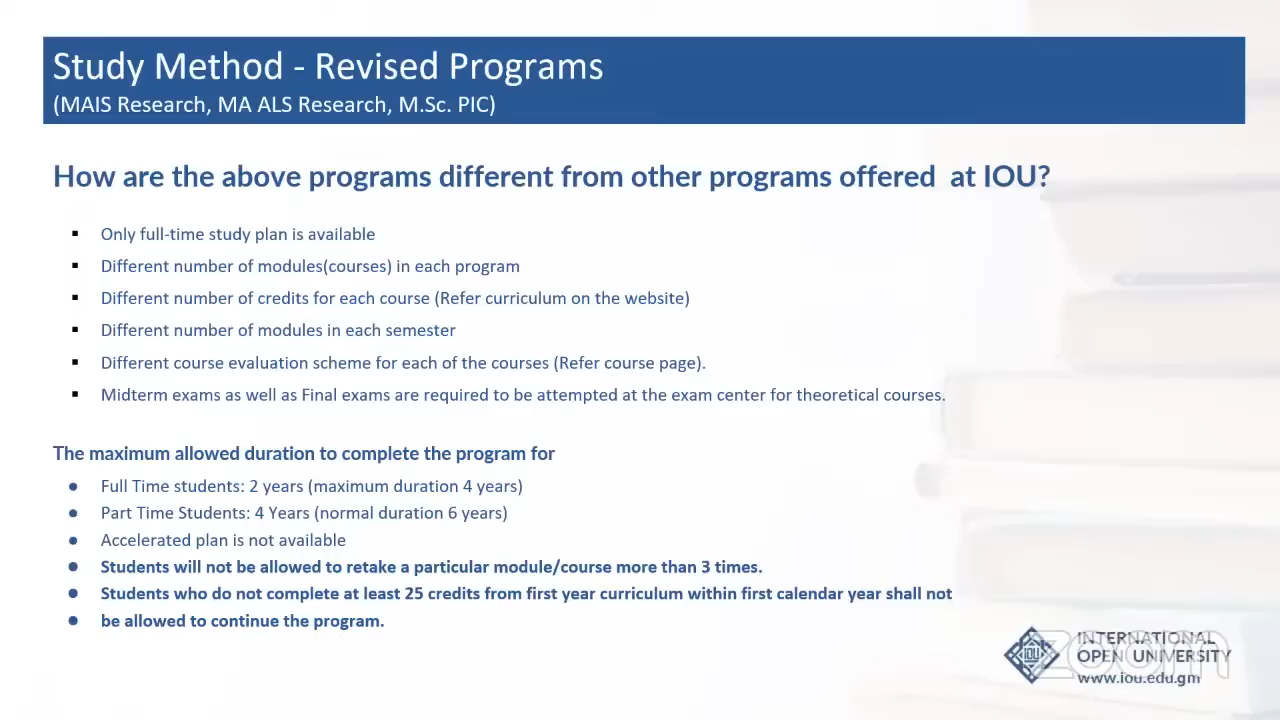 Study Method - Revised Programs
(MAIS Research, MA ALS Research, M.Sc. PIC)
How are the above programs different from other programs offered at IOU?
Only full-time study plan is available
Different number of modules(courses) in each program
Different number of credits for each course (Refer curriculum on the website)
Different number of modules in each semester
Different course evaluation scheme for each of the courses (Refer course page).
Midterm exams as well as Final exams are required to be attempted at the exam center for theoretical courses.
The maximum allowed duration to complete the program for
Full Time students: 2 years (maximum duration 4 years)
Part Time Students: 4 Years (normal duration 6 years)
Accelerated plan is not available
Students will not be allowed to retake a particular module/course more than 3 times.
Students who do not complete at least 25 credits from first year curriculum within first calendar year shall not
be allowed to continue the program.
IOU
INTERNATIONAL
OPEN UNIVERSITY
www.iou.edu.gm
zoom